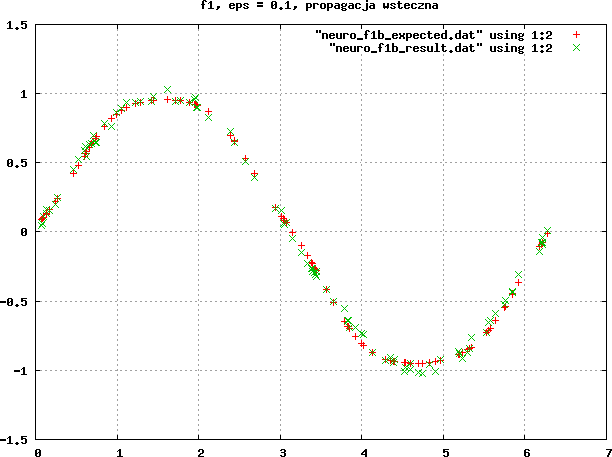 f1, eps = 0.1, propagacja wsteczna
1.5
"neuro_f1b_expected.dat" using 1:2
"neuro_f1b_result.dat" using 1:2
1
0.5
0
-0.5
-1
-1.5
0 1 2 3 4 5 6 7